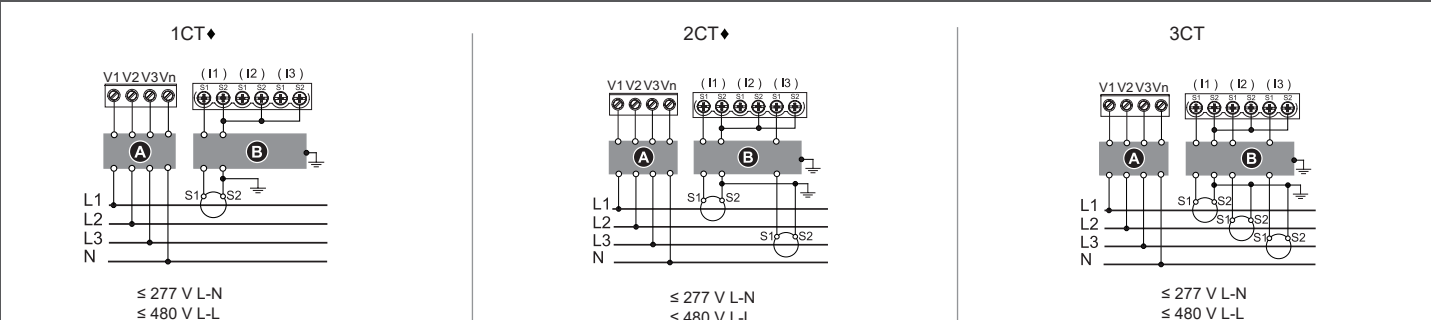 1CT♦
V1 V2 V3 Vn
( I1 ) ( I2 ) ( I3 )
S1 S2 S1 S2 S1 S2
A
B
S1 S2
L1
L2
L3
N
≤ 277 V L-N
≤ 480 V L-L
2CT♦
V1 V2 V3 Vn
( I1 ) ( I2 ) ( I3 )
S1 S2 S1 S2 S1 S2
A
B
S1 S2
L1
L2
L3
S1 S2
N
≤ 277 V L-N
≤ 480 V L-L
3CT
V1 V2 V3 Vn
( I1 ) ( I2 ) ( I3 )
S1 S2 S1 S2 S1 S2
A
B
S1 S2
L1
S1 S2
L2
L3
S1 S2
N
≤ 277 V L-N
≤ 480 V L-L